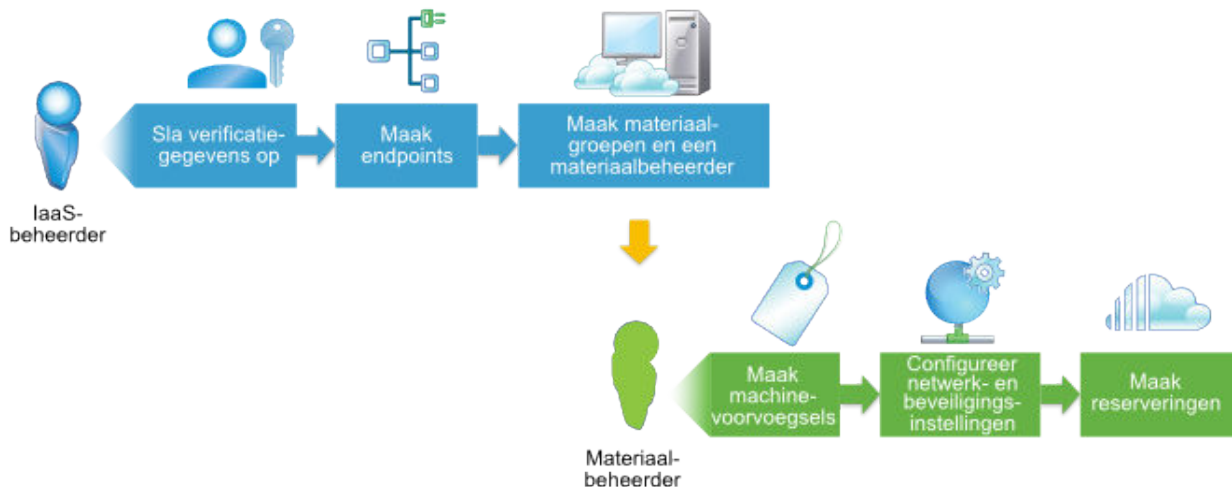 Sla verificatie-
gegevens op
Maak
endpoints
Maak materiaal-
groepen en een
materiaalbeheerder
IaaS-
beheerder
Maak
machine-
voorvoegsels
Configureer
netwerk- en
beveiligings-
instellingen
Maak
reserveringen
Materiaal-
beheerder